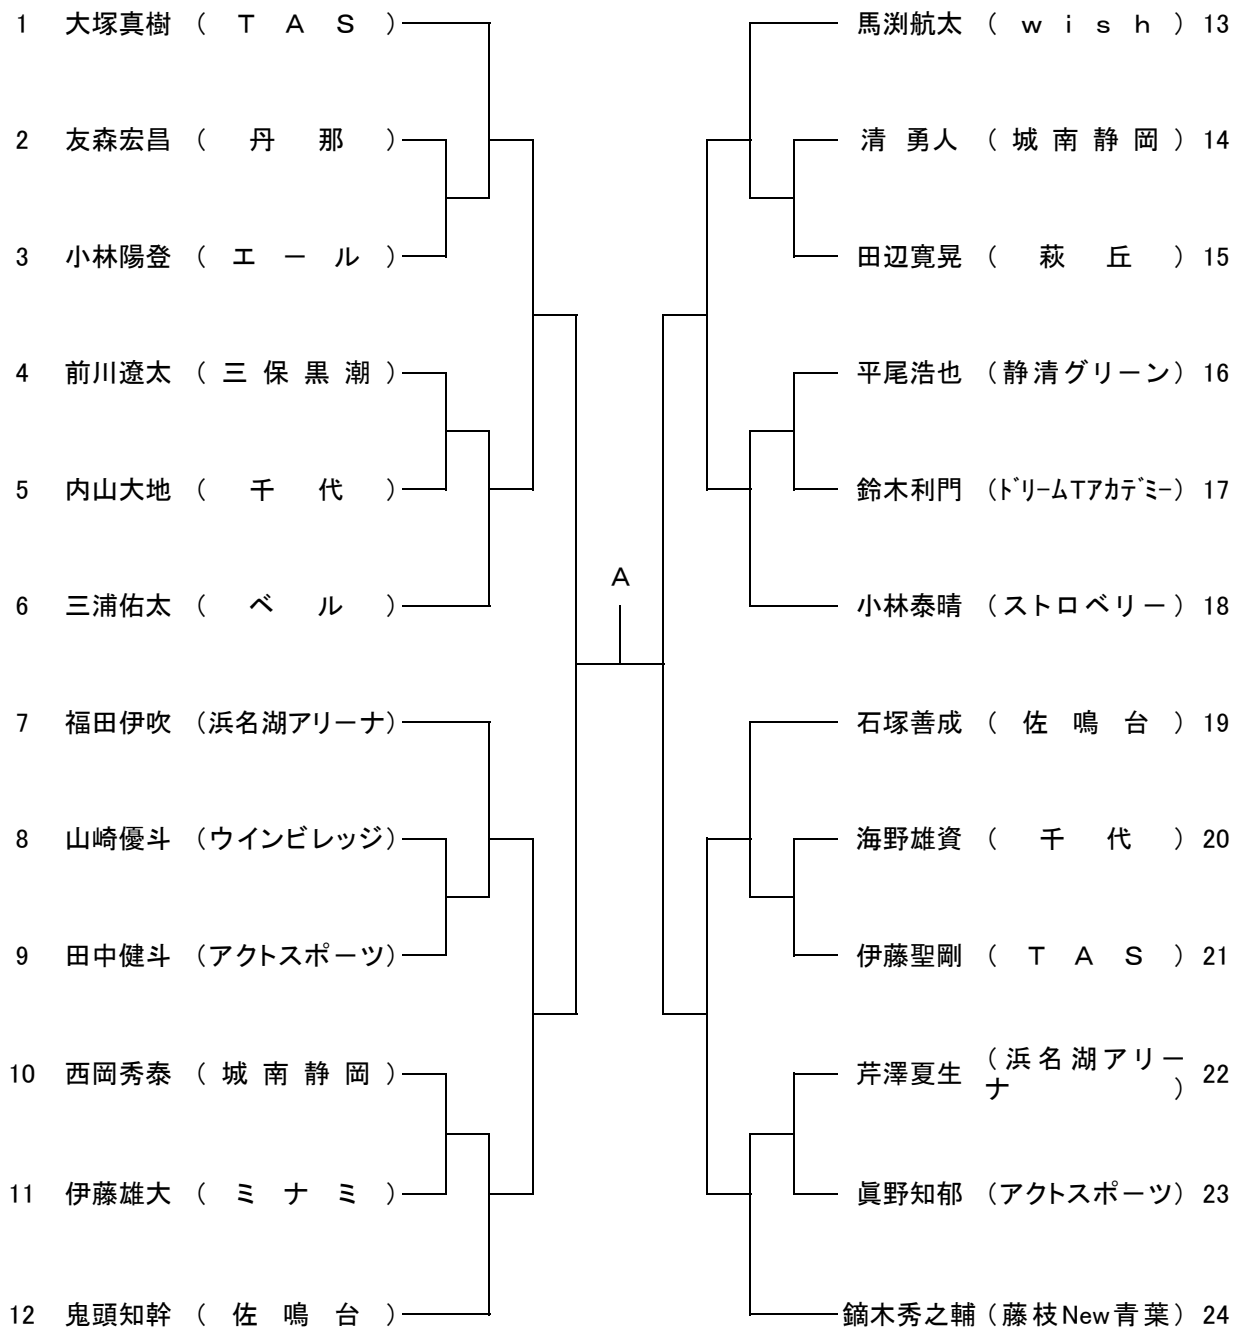 1 大塚真樹 （ＴＡＳ）
2 友森宏昌 （丹那）
3 小林陽登 （エール）
4 前川遼太 （三保黒潮）
5 内山大地 （千代）
6 三浦佑太 （ベル）
7 福田伊吹 （浜名湖アリーナ）
8 山崎優斗 （ウインビレッジ）
9 田中健斗 （アクトスポーツ）
10 西岡秀泰 （城南静岡）
11 伊藤雄大 （ミナミ）
12 鬼頭知幹 （佐鳴台）
Ａ
馬渕航太 （ｗｉｓｈ） 13
清勇人 （城南静岡） 14
田辺寛晃 （萩丘） 15
平尾浩也 （静清グリーン） 16
鈴木利門 （ﾄﾞﾘｰﾑTｱｶﾃﾞﾐｰ） 17
小林泰晴 （ストロベリー） 18
石塚善成 （佐鳴台） 19
海野雄資 （千代） 20
伊藤聖剛 （ＴＡＳ） 21
芹澤夏生 （浜名湖アリー
ナ） 22
眞野知郁 （アクトスポーツ） 23
鏑木秀之輔 （藤枝New青葉） 24